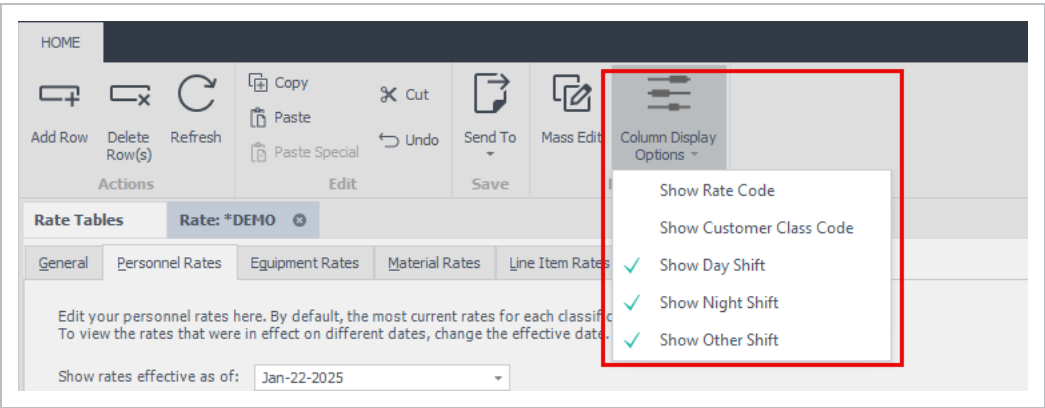 HOME
Add Row
Delete
Row(s)
Refresh
Copy
Paste
Paste Special
Cut
Undo
Send To
Mass Edit
Column Display
Options
Actions
Edit
Save
Show Rate Code
Show Customer Class Code
Show Day Shift
Show Night Shift
Show Other Shift
Rate Tables
Rate: *DEMO
General
Personnel Rates
Equipment Rates
Material Rates
Line Item Rates
Edit your personnel rates here. By default, the most current rates for each
To view the rates that were in effect on different dates, change the effective date.
Show rates effective as of:
Jan-22-2025